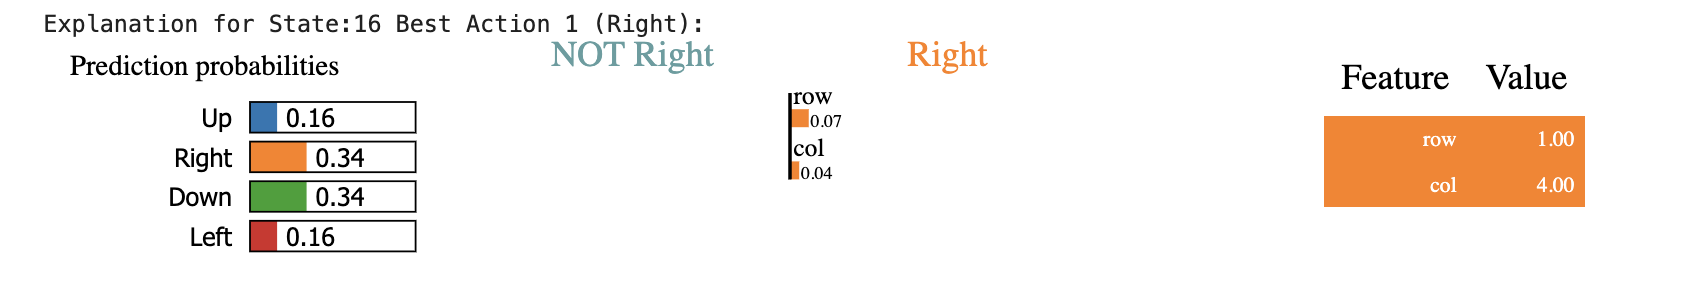 Explanation for State:16 Best Action 1 (Right):
Prediction probabilities
Up 0.16
Right 0.34
Down 0.34
Left 0.16
NOT Right
Right
row
0.07
col
0.04
Feature Value
row 1.00
col 4.00